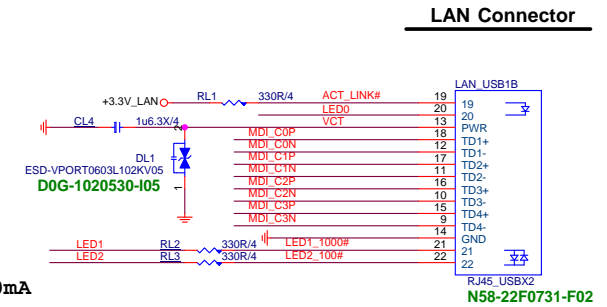 LAN Connector
LAN_USB1B
+3.3V_LAN RL1 330R/4 ACT_LINK# 19 19
LED0 20 20
CL4 1u6.3X/4 VCT 13 PWR
2
MDI_C0P 18 TD1+
MDI_C0N 12 TD1-
DL1 MDI_C1P 17 TD2+
ESD-VPORT0603L102KV05 MDI_C1N 11 TD2-
D0G-1020530-I05 1 MDI_C2P 16 TD3+
MDI_C2N 10 TD3-
MDI_C3P 15 TD4+
MDI_C3N 9 TD4-
14 GND
LED1 RL2 330R/4 LED1_1000# 21 21
LED2 RL3 330R/4 LED2_100# 22 22
RJ45_USBX2
0mA
N58-22F0731-F02